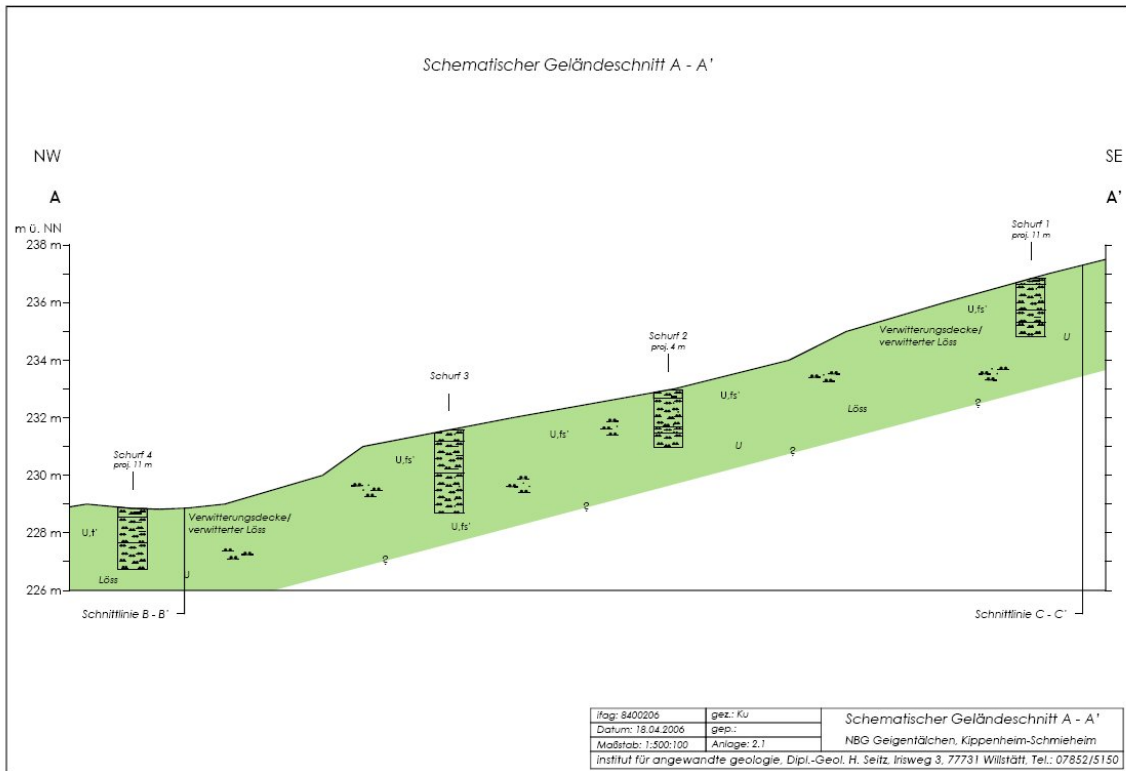 Schematischer Geländeschnitt A - A'
NW
SE
A
A'
m ü. NN
238 m
236 m
234 m
232 m
230 m
228 m
226 m
Schurf 1
proj. 11 m
U,fs'
Verwitterungsdecke/
verwitterter Löss
U
Schurf 2
proj. 4 m
U,fs'
Löss
Schurf 3
U,fs'
U
U,fs'
Schurf 4
proj. 11 m
Verwitterungsdecke/
verwitterter Löss
U,fs'
U,t'
?
?
?
?
Löss
U
Schnittlinie B - B'
Schnittlinie C - C'
ifag: 8400206
gez.: Ku
Datum: 18.04.2006
gep.:
Maßstab: 1:500:100
Anlage: 2.1
Schematischer Geländeschnitt A - A'
NBG Geigentälchen, Kippenheim-Schmieheim
institut für angewandte geologie, Dipl.-Geol. H. Seitz, Irisweg 3, 77731 Willstätt, Tel.: 07852/5150